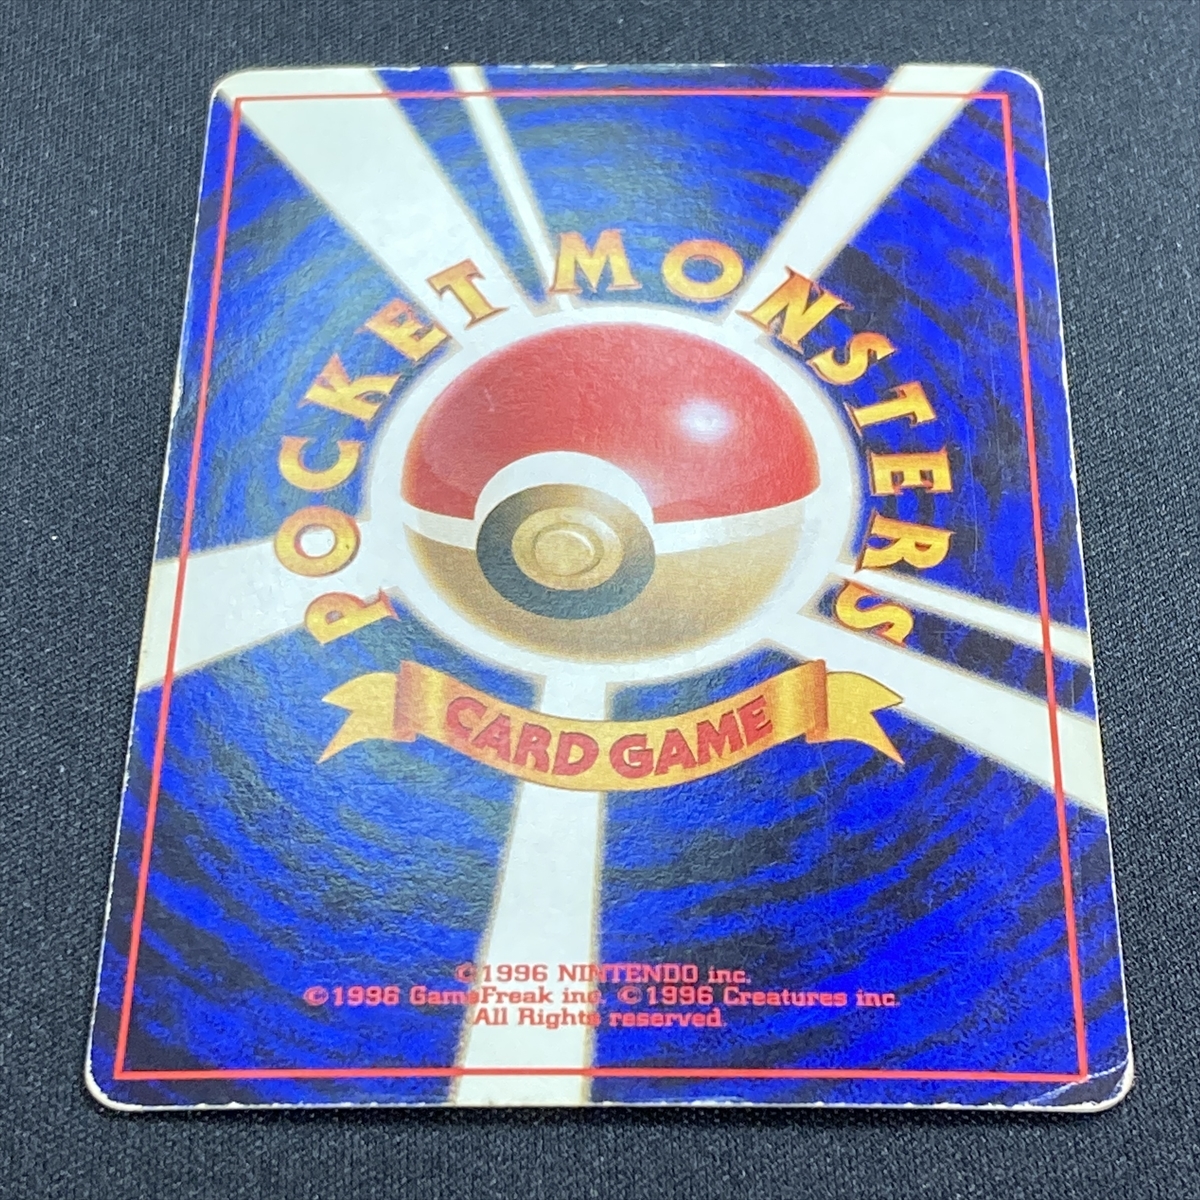 POCKET MONSTERS
CARD GAME
©1996 NINTENDO inc.
©1996 GameFreak inc. ©1996 Creatures inc.
All Rights reserved.